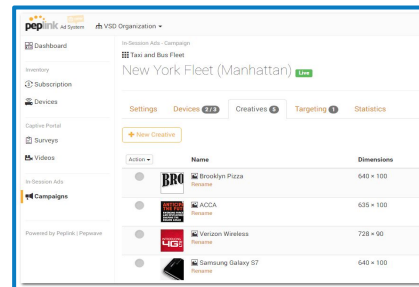 peplink Ad System
VSD Organization
Dashboard
Inventory
Subscription
Devices
Captive Portal
Surveys
Videos
In-Session Ads
Campaigns
Powered by Peplink | Pepwave
In-Session Ads - Campaign
Taxi and Bus Fleet
New York Fleet (Manhattan) Live
Settings Devices 2/3 Creatives 5 Targeting 1 Statistics
+ New Creative
Action Name Dimensions
BRO Brooklyn Pizza 640 × 100
Rename
ACCA 635 × 100
Rename
4G Verizon Wireless 728 × 90
Rename
Samsung Galaxy S7 640 × 100
Rename